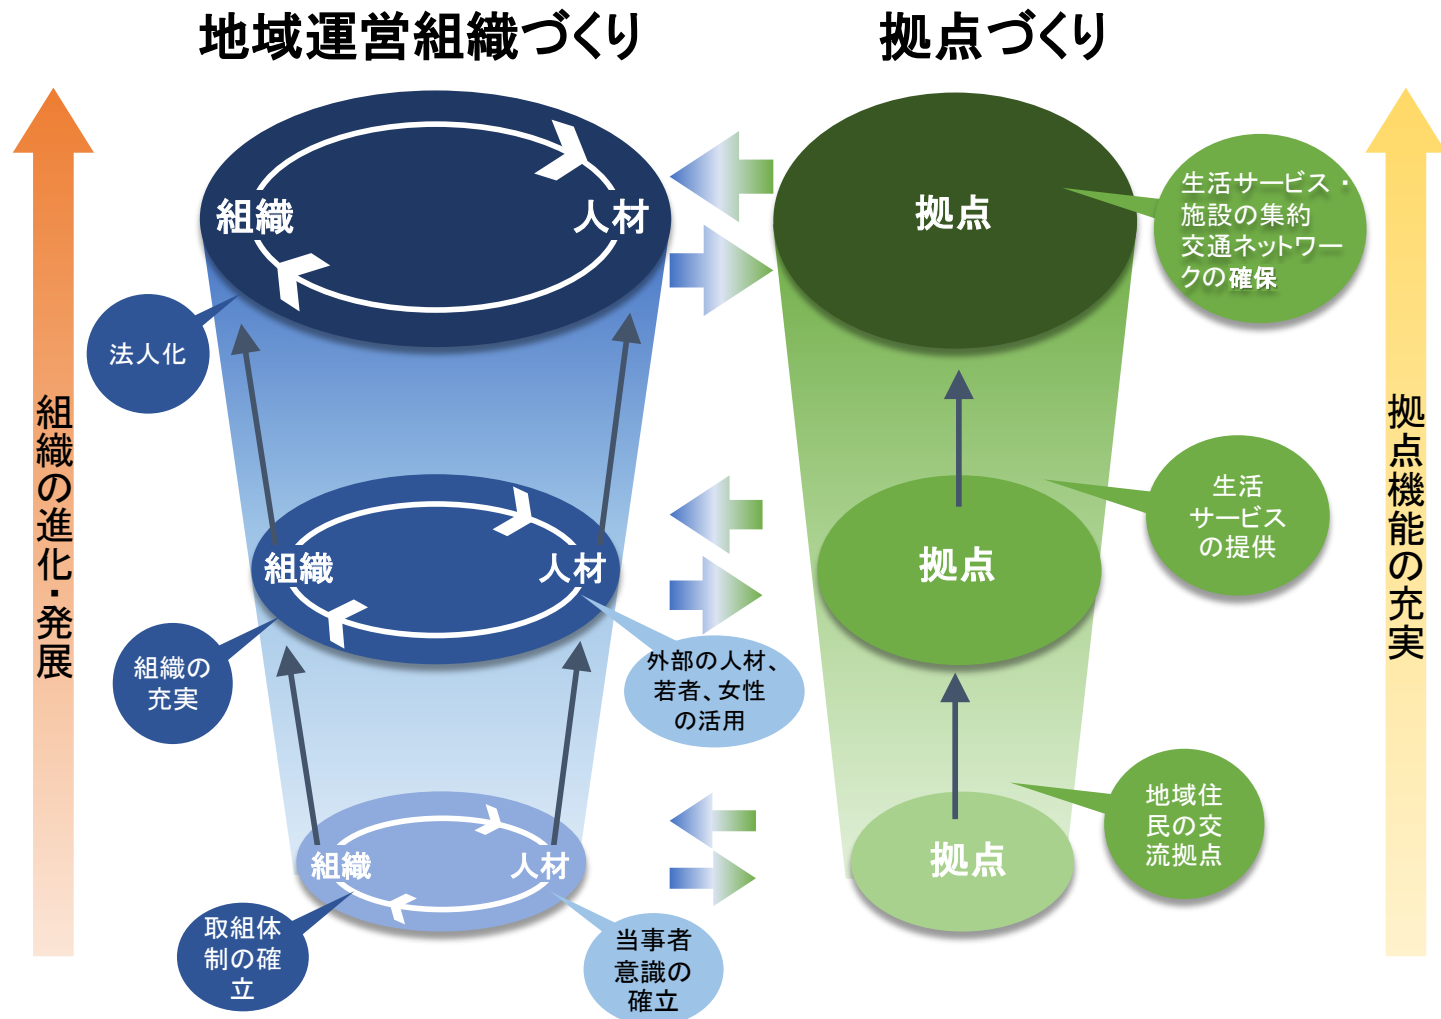 地域運営組織づくり
拠点づくり
組織の進化・発展
拠点機能の充実
組織
人材
拠点
生活サービス・
施設の集約
交通ネットワー
クの確保
法人化
組織
人材
拠点
生活
サービス
の提供
組織の
充実
外部の人材、
若者、女性
の活用
組織
人材
拠点
地域住
民の交
流拠点
取組体
制の確
立
当事者
意識の
確立